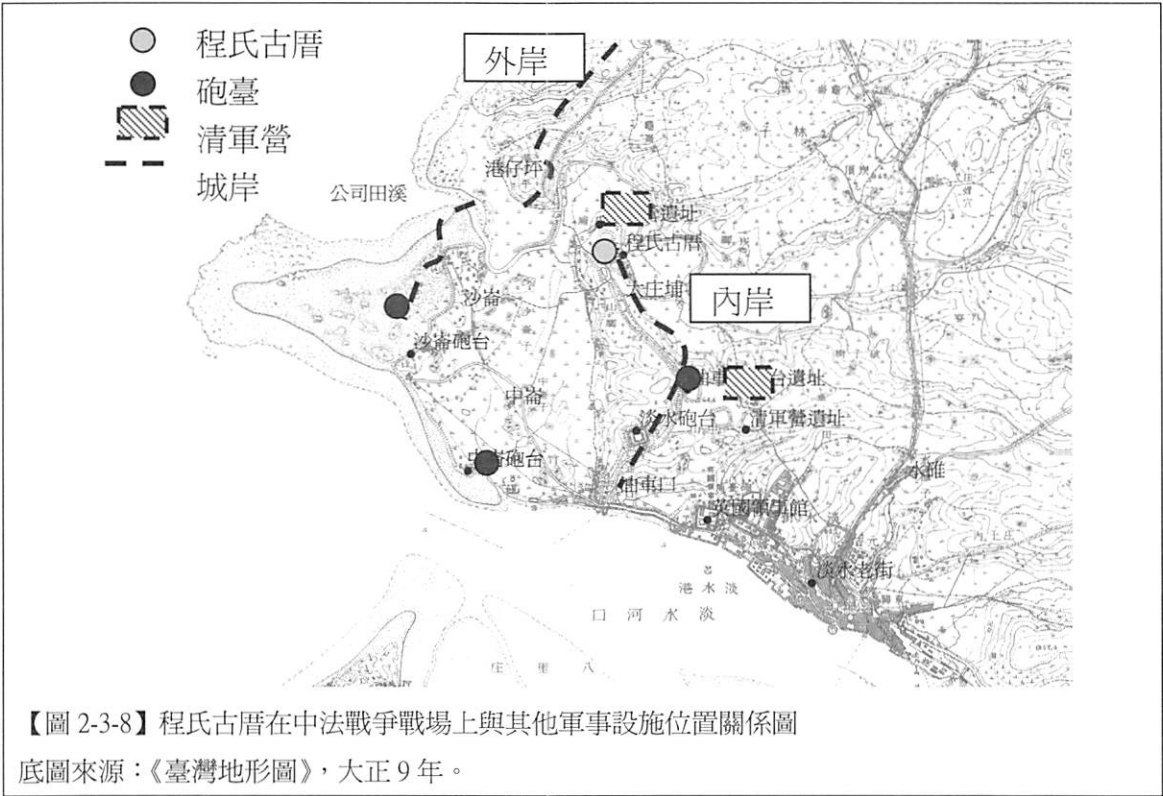 程氏古厝
砲臺
清軍營
城岸
外岸
港仔坪
公司田溪
遺址
程氏古厝
大庄埔
內岸
沙崙
沙崙砲台
台遺址
中崙
淡水砲台
清軍營遺址
中崙砲台
油車口
水碓
英國領事館
淡水老街
港水淡
口河水淡
庄里八
【圖 2-3-8】程氏古厝在中法戰爭戰場上與其他軍事設施位置關係圖
底圖來源：《臺灣地形圖》，大正 9 年。